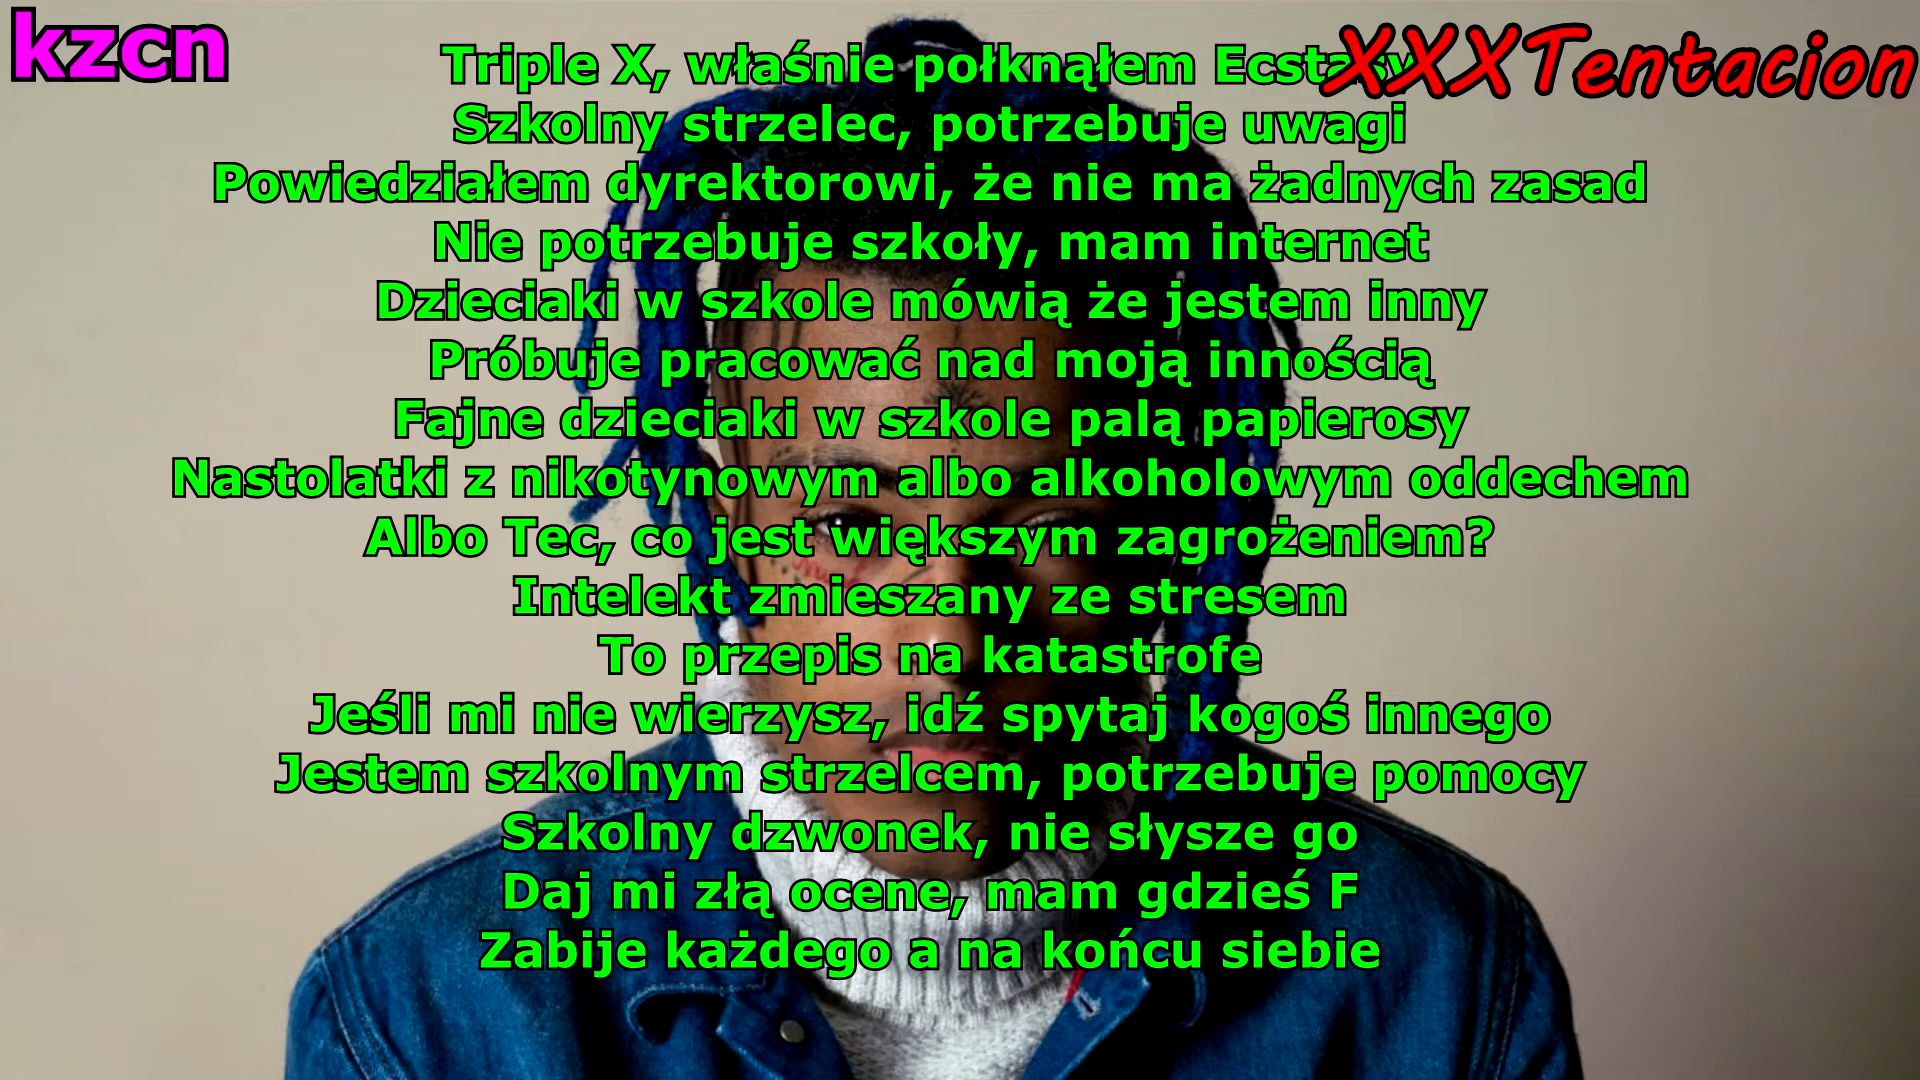 kzcn
XXXTentacion
Triple X, właśnie połknąłem Ecstasy
Szkolny strzelec, potrzebuje uwagi
Powiedziałem dyrektorowi, że nie ma żadnych zasad
Nie potrzebuje szkoły, mam internet
Dzieciaki w szkole mówią że jestem inny
Próbuje pracować nad moją innością
Fajne dzieciaki w szkole palą papierosy
Nastolatki z nikotynowym albo alkoholowym oddechem
Albo Tec, co jest większym zagrożeniem?
Intelekt zmieszany ze stresem
To przepis na katastrofe
Jeśli mi nie wierzysz, idź spytaj kogoś innego
Jestem szkolnym strzelcem, potrzebuje pomocy
Szkolny dzwonek, nie słysze go
Daj mi złą ocene, mam gdzieś F
Zabije każdego a na końcu siebie